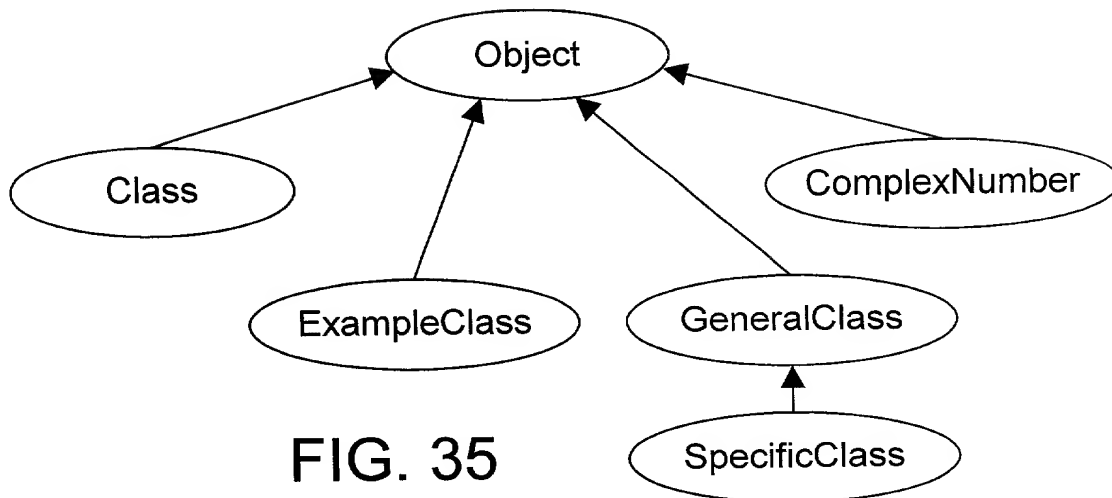 Object
Class
ComplexNumber
ExampleClass
GeneralClass
SpecificClass
FIG. 35